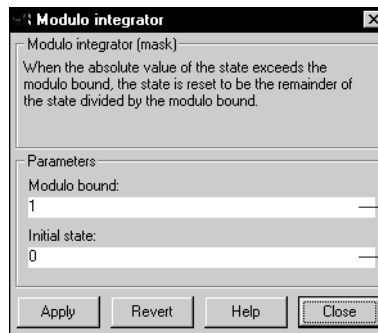 Modulo integrator
Modulo integrator (mask)
When the absolute value of the state exceeds the
modulo bound, the state is reset to be the remainder of
the state divided by the modulo bound.
Parameters
Modulo bound:
1
Initial state:
0
Apply Revert Help Close